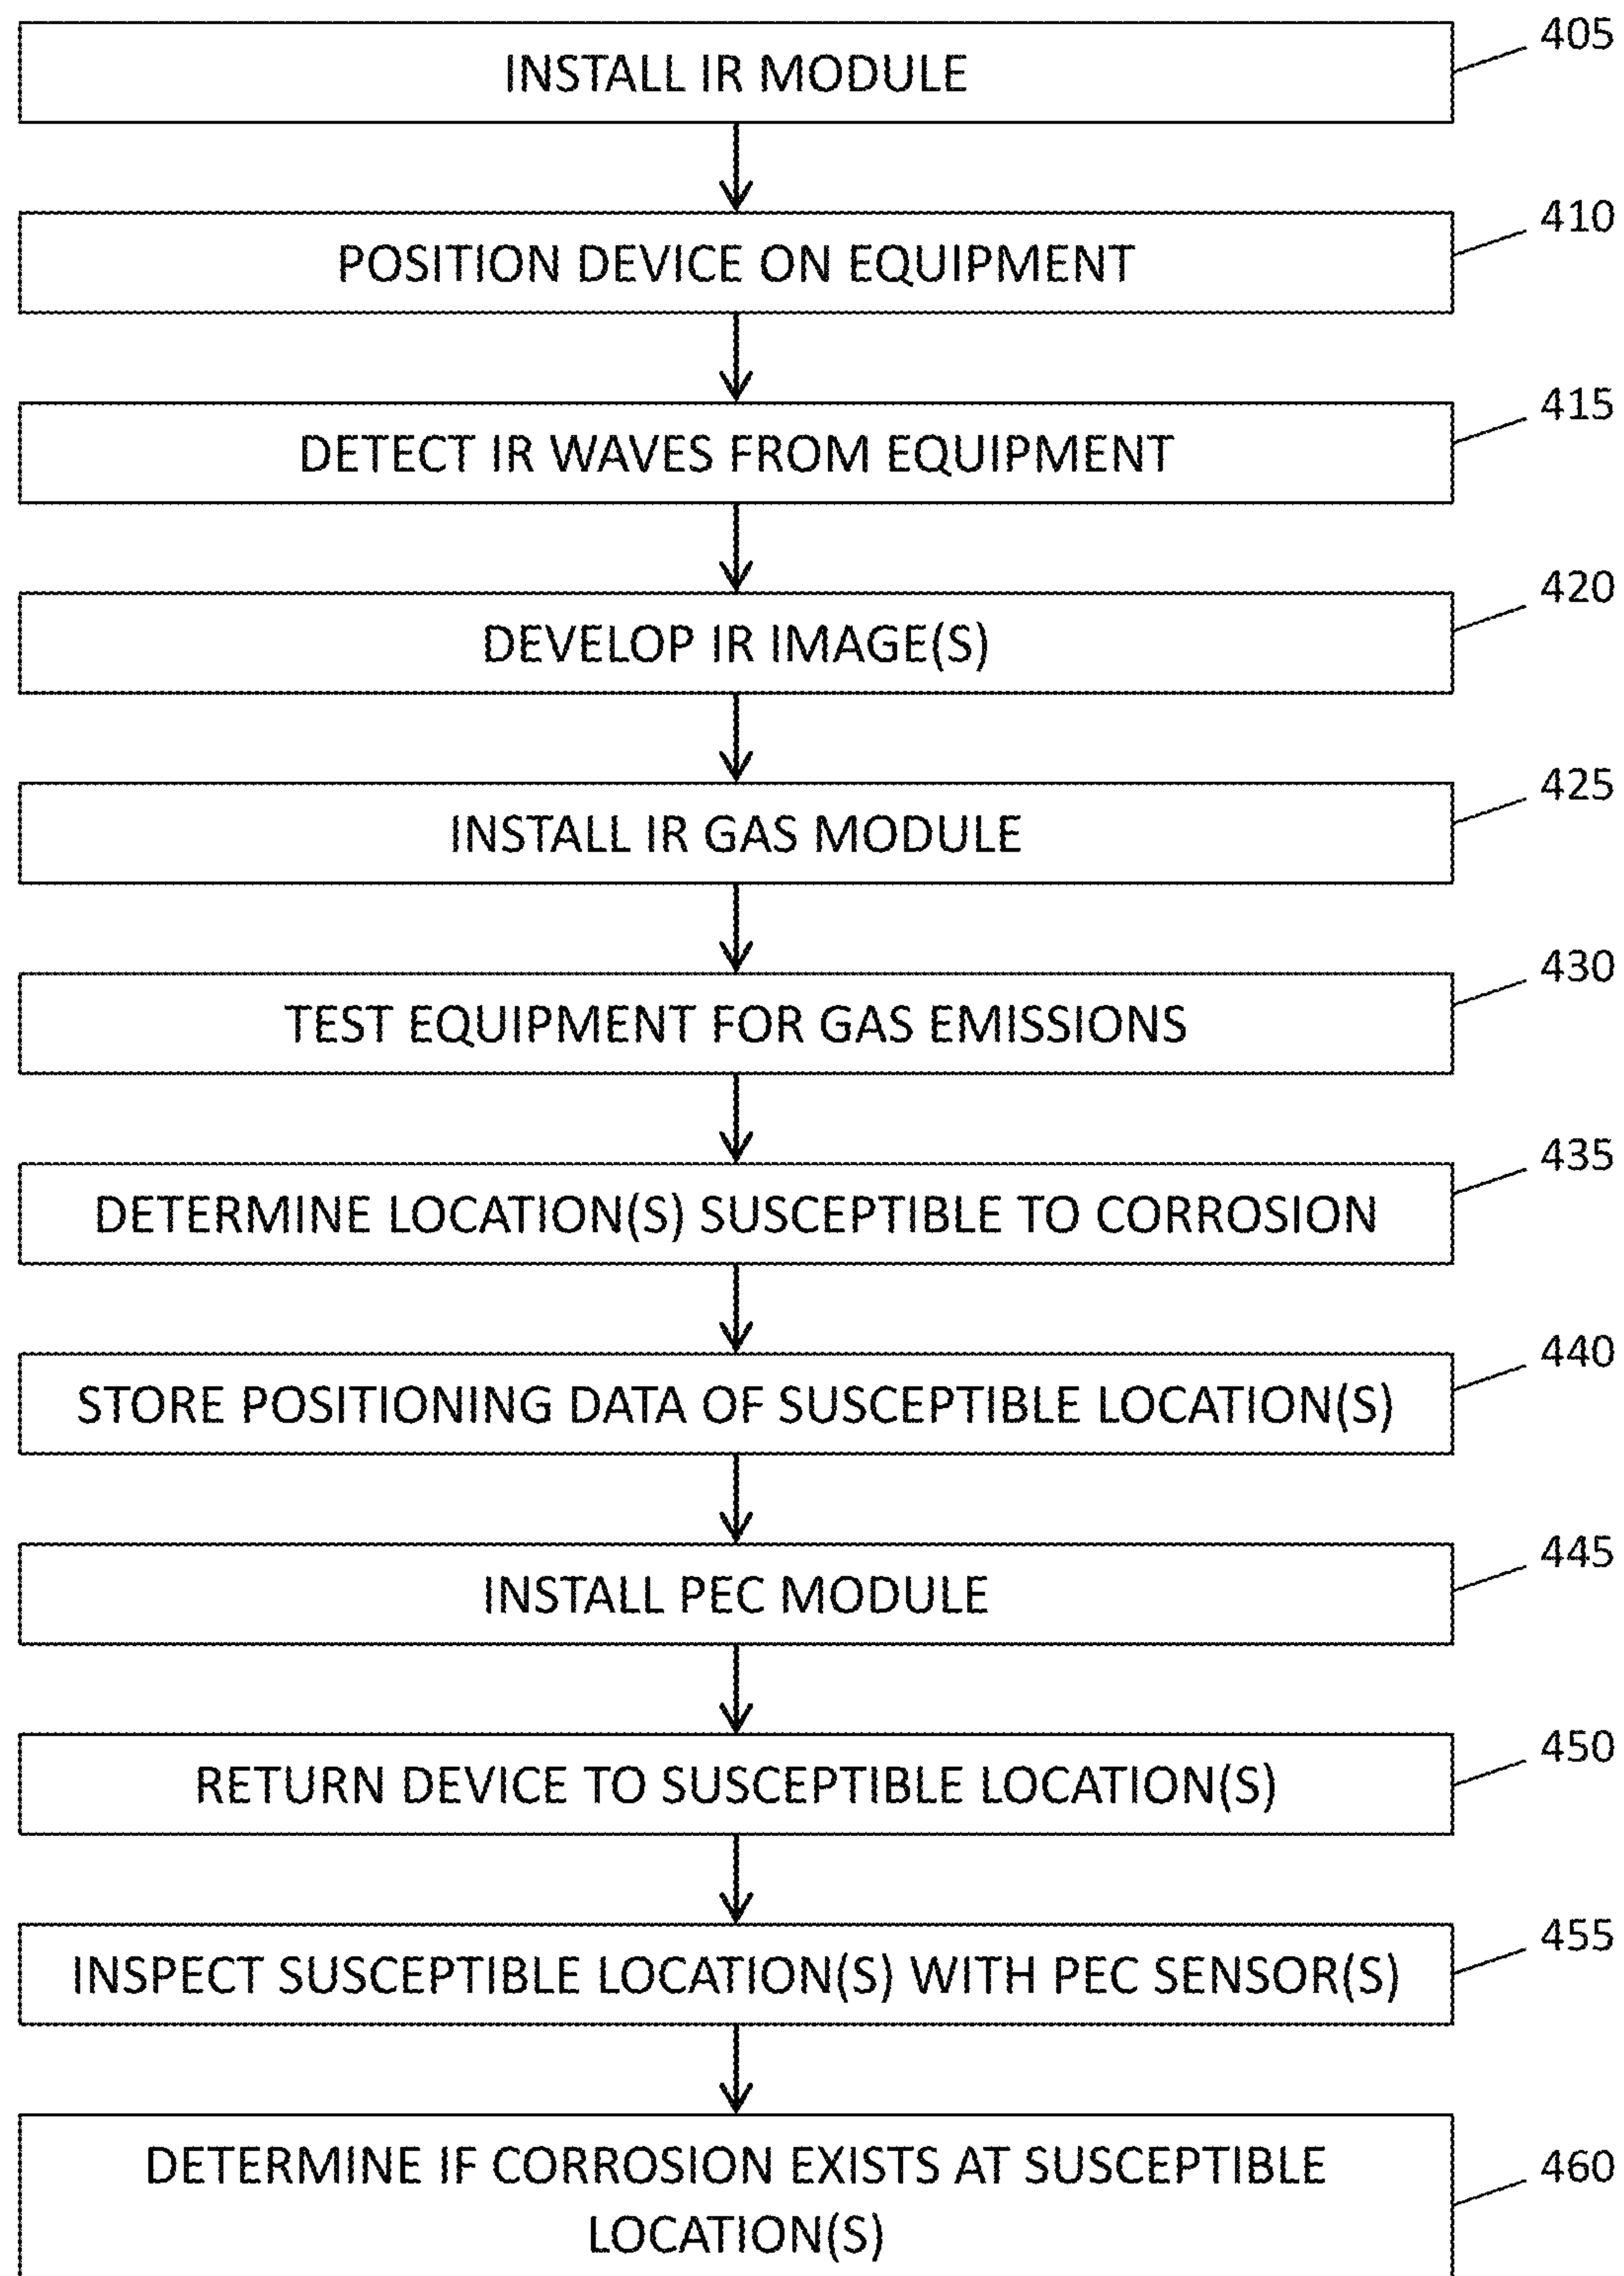 INSTALL IR MODULE
405
POSITION DEVICE ON EQUIPMENT
410
DETECT IR WAVES FROM EQUIPMENT
415
DEVELOP IR IMAGE(S)
420
INSTALL IR GAS MODULE
425
TEST EQUIPMENT FOR GAS EMISSIONS
430
DETERMINE LOCATION(S) SUSCEPTIBLE TO CORROSION
435
STORE POSITIONING DATA OF SUSCEPTIBLE LOCATION(S)
440
INSTALL PEC MODULE
445
RETURN DEVICE TO SUSCEPTIBLE LOCATION(S)
450
INSPECT SUSCEPTIBLE LOCATION(S) WITH PEC SENSOR(S)
455
DETERMINE IF CORROSION EXISTS AT SUSCEPTIBLE
LOCATION(S)
460